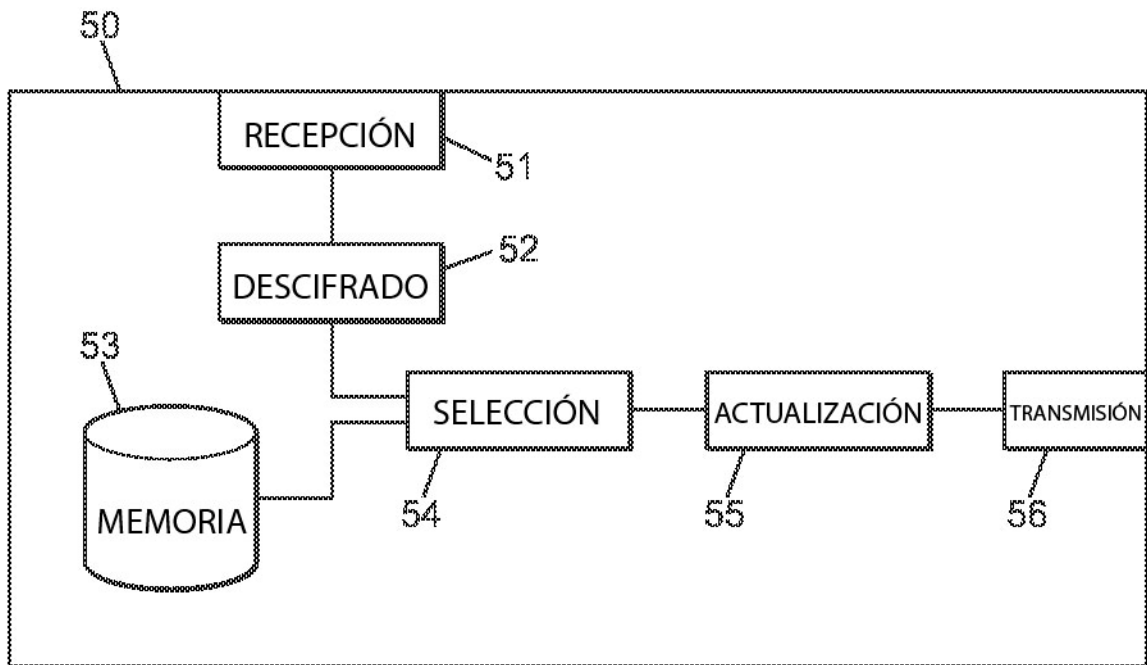 50
RECEPCIÓN
51
52
DESCIFRADO
53
SELECCIÓN
ACTUALIZACIÓN
TRANSMISIÓN
MEMORIA
54
55
56